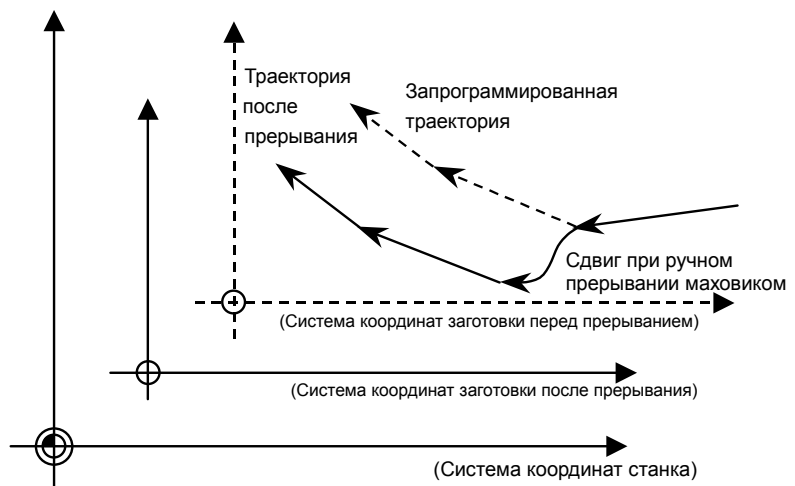 Траектория
после
прерывания
Запрограммированная
траектория
Сдвиг при ручном
прерывании маховиком
(Система координат заготовки перед прерыванием)
(Система координат заготовки после прерывания)
(Система координат станка)